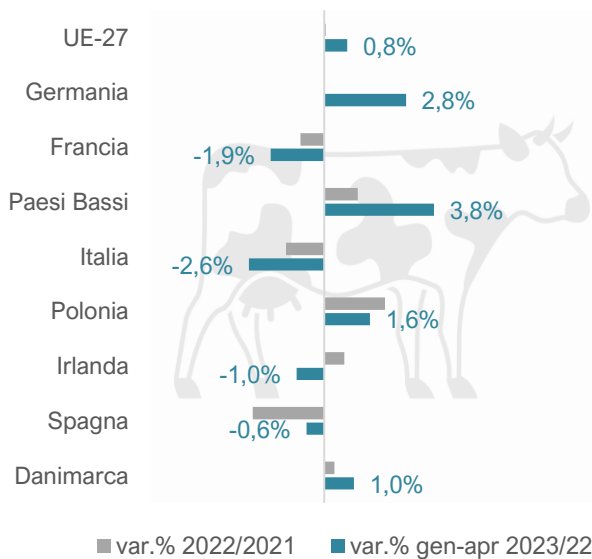 UE-27
0,8%
Germania
2,8%
Francia
-1,9%
Paesi Bassi
3,8%
Italia
-2,6%
Polonia
1,6%
Irlanda
-1,0%
Spagna
-0,6%
Danimarca
1,0%
var.% 2022/2021 var.% gen-apr 2023/22